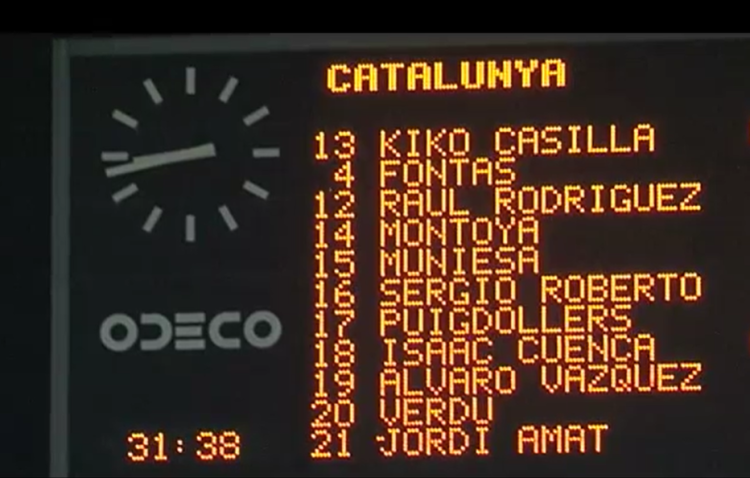 CATALUNYA
13 KIKO CASILLA
4 FONTAS
12 RAUL RODRIGUEZ
14 MONTOYA
15 MUNIESA
16 SERGIO ROBERTO
17 PUIGDOLLERS
18 ISAAC CUENCA
19 ALVARO VAZQUEZ
20 VERDU
21 JORDI AMAT
ODECO
31:38